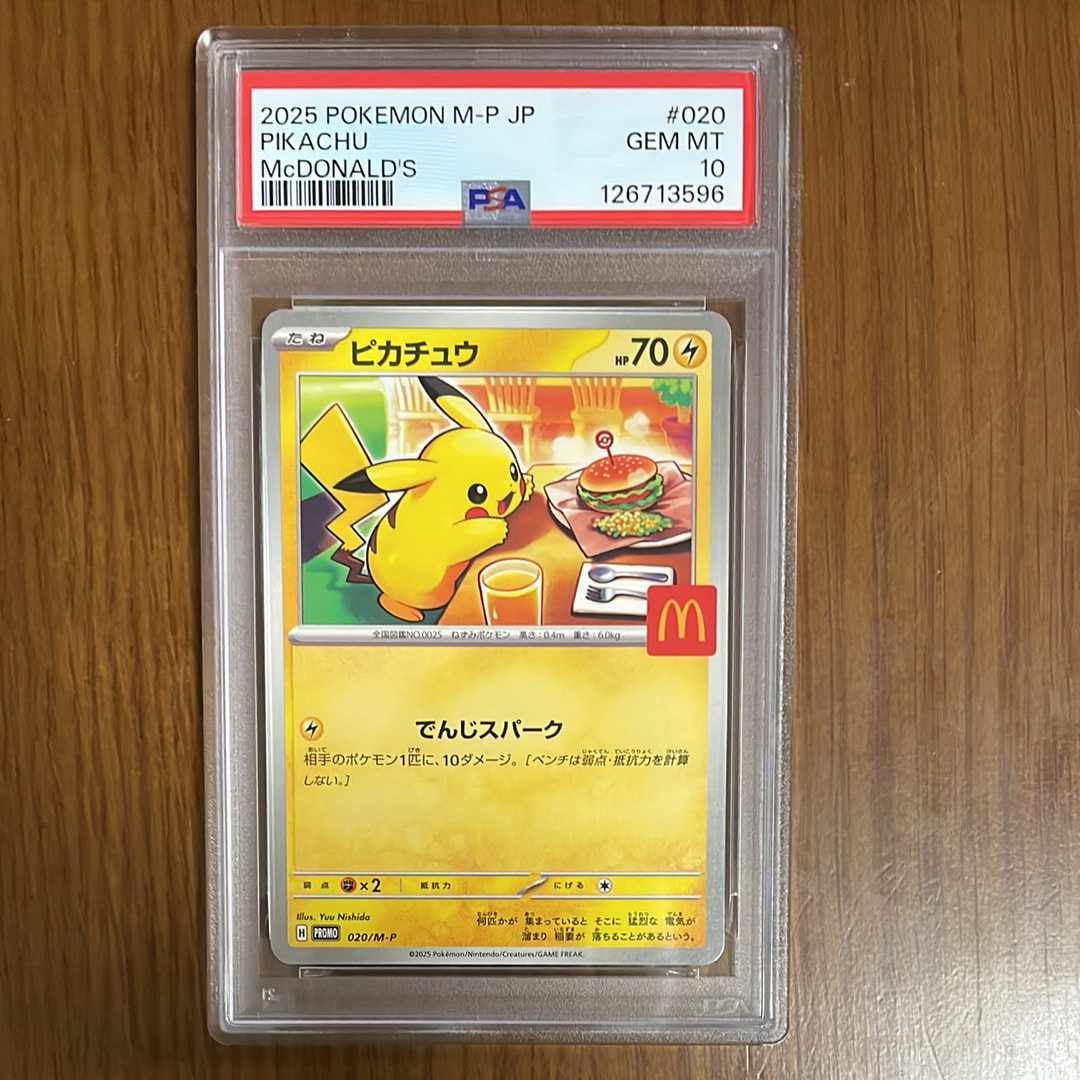 2025 POKEMON M-P JP #020
PIKACHU GEM MT
McDONALD'S 10
PSA 126713596
たね ピカチュウ HP70
全国図鑑NO.0025 ねずみポケモン 高さ:0.4m 重さ:6.0kg
M
でんじスパーク
相手のポケモン1匹に、10ダメージ。[ベンチは弱点・抵抗力を計算
しない。]
弱点 ×2 抵抗力 にげる
Illus. Yuu Nishida
何匹かが 集まっていると そこに 猛烈な 電気が
溜まり 稲妻が 落ちることがあるという。
H PROMO 020/M-P
©2025 Pokémon/Nintendo/Creatures/GAME FREAK.